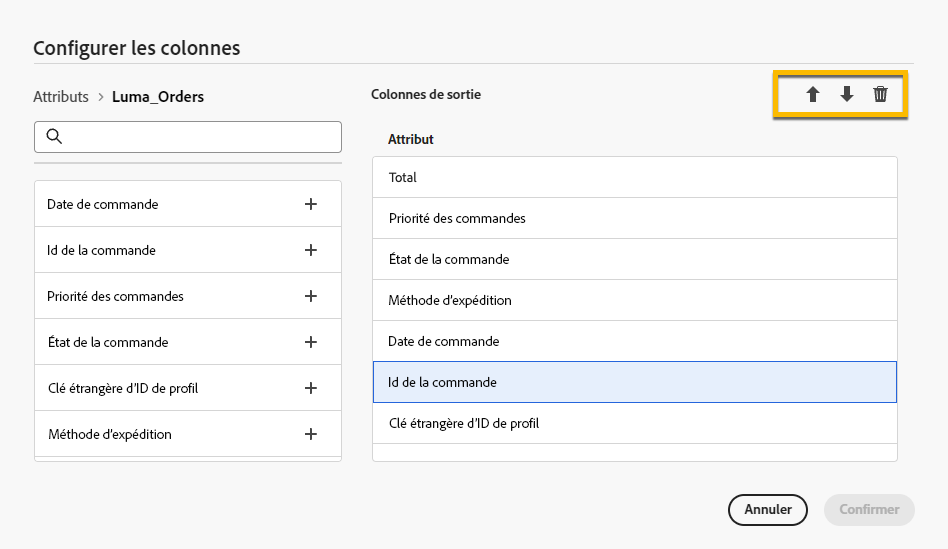 Configurer les colonnes
Attributs > Luma_Orders
Date de commande
Id de la commande
Priorité des commandes
État de la commande
Clé étrangère d'ID de profil
Méthode d'expédition
Colonnes de sortie
Attribut
Total
Priorité des commandes
État de la commande
Méthode d'expédition
Date de commande
Id de la commande
Clé étrangère d'ID de profil
Annuler
Confirmer